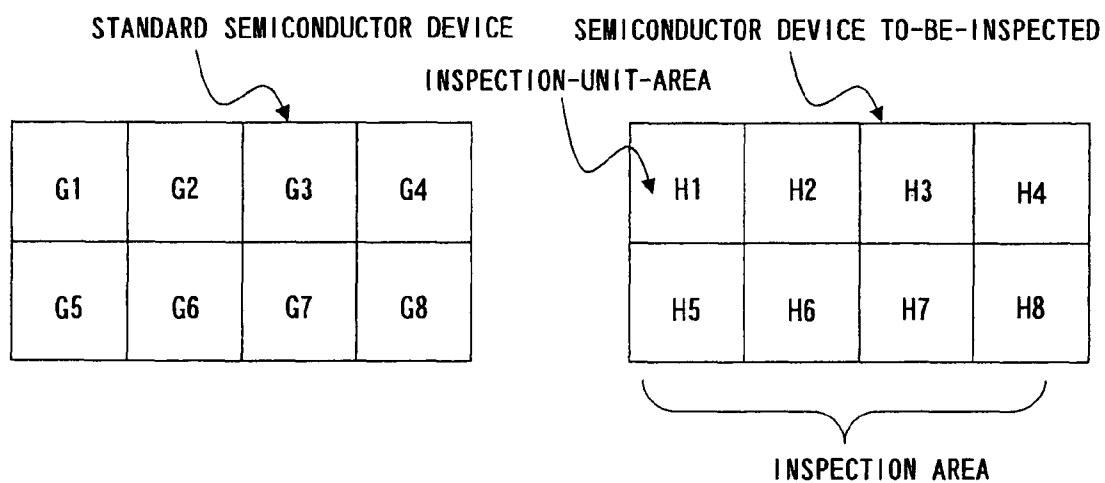 STANDARD SEMICONDUCTOR DEVICE
SEMICONDUCTOR DEVICE TO-BE-INSPECTED
INSPECTION-UNIT-AREA
G1 G2 G3 G4
G5 G6 G7 G8
H1 H2 H3 H4
H5 H6 H7 H8
INSPECTION AREA